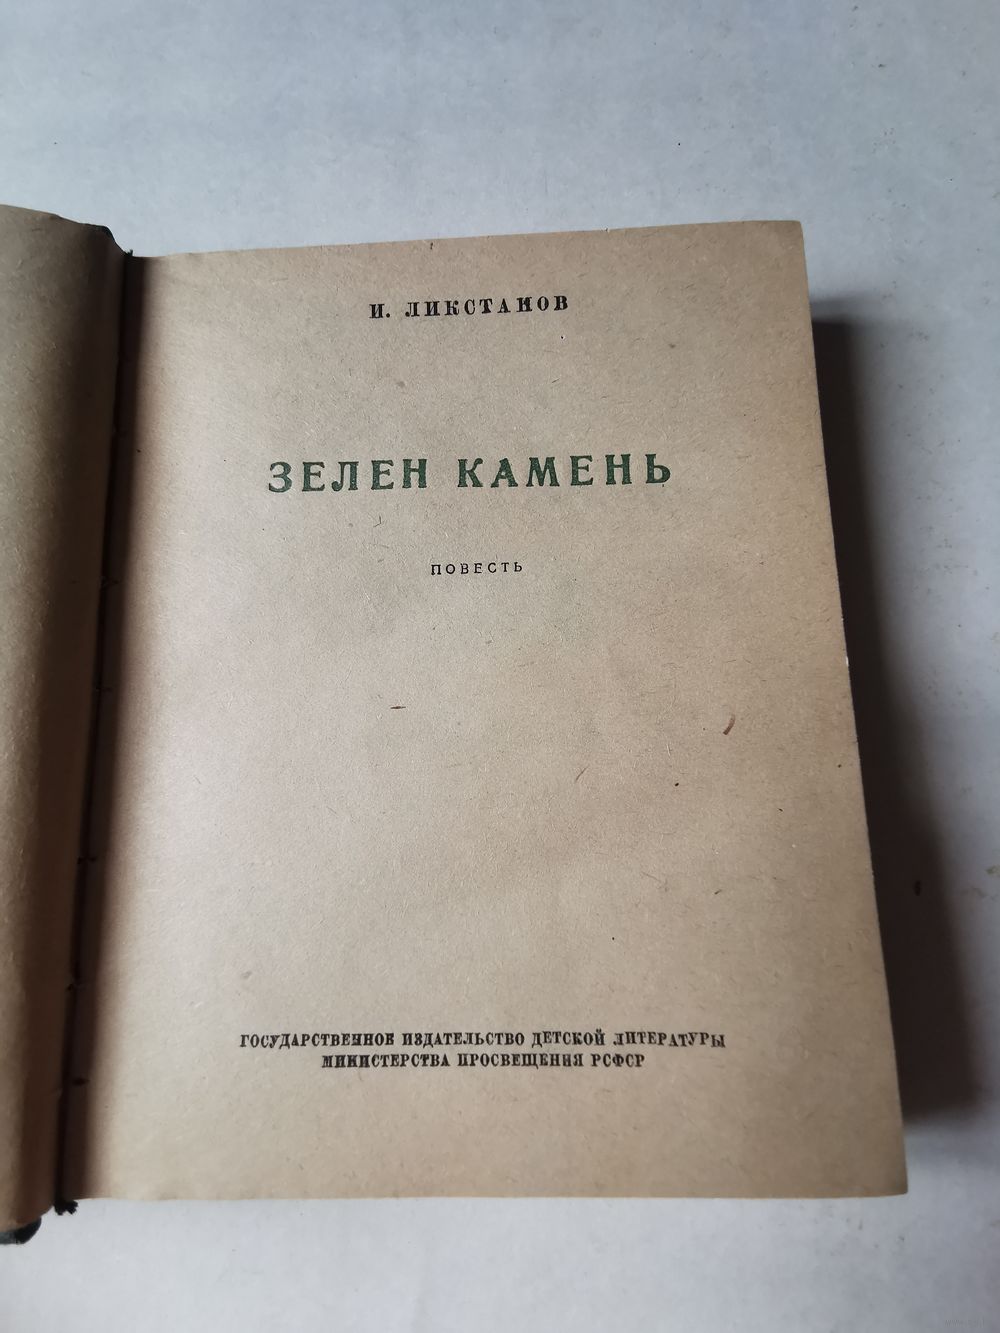 И. ЛИКСТАНОВ
ЗЕЛЕН КАМЕНЬ
ПОВЕСТЬ
ГОСУДАРСТВЕННОЕ ИЗДАТЕЛЬСТВО ДЕТСКОЙ ЛИТЕРАТУРЫ
МИНИСТЕРСТВА ПРОСВЕЩЕНИЯ РСФСР